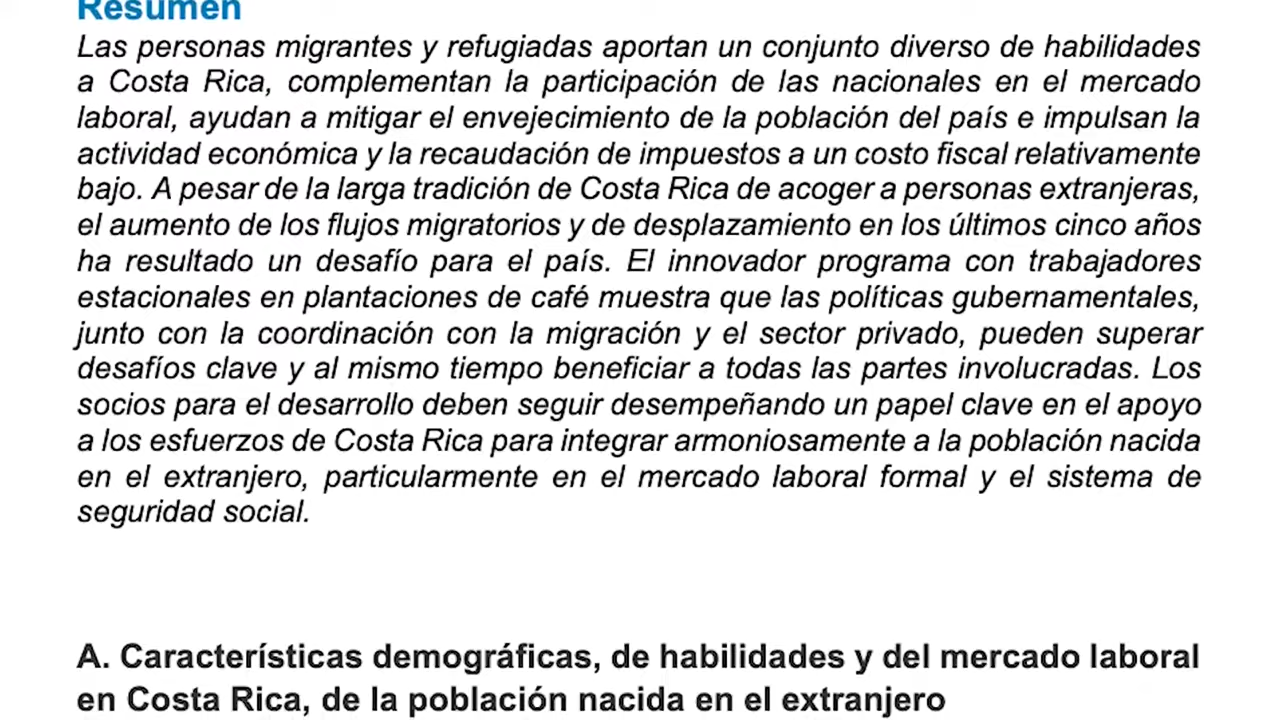 Resumen
Las personas migrantes y refugiadas aportan un conjunto diverso de habilidades
a Costa Rica, complementan la participación de las nacionales en el mercado
laboral, ayudan a mitigar el envejecimiento de la población del país e impulsan la
actividad económica y la recaudación de impuestos a un costo fiscal relativamente
bajo. A pesar de la larga tradición de Costa Rica de acoger a personas extranjeras,
el aumento de los flujos migratorios y de desplazamiento en los últimos cinco años
ha resultado un desafío para el país. El innovador programa con trabajadores
estacionales en plantaciones de café muestra que las políticas gubernamentales,
junto con la coordinación con la migración y el sector privado, pueden superar
desafíos clave y al mismo tiempo beneficiar a todas las partes involucradas. Los
socios para el desarrollo deben seguir desempeñando un papel clave en el apoyo
a los esfuerzos de Costa Rica para integrar armoniosamente a la población nacida
en el extranjero, particularmente en el mercado laboral formal y el sistema de
seguridad social.
A. Características demográficas, de habilidades y del mercado laboral
en Costa Rica, de la población nacida en el extranjero